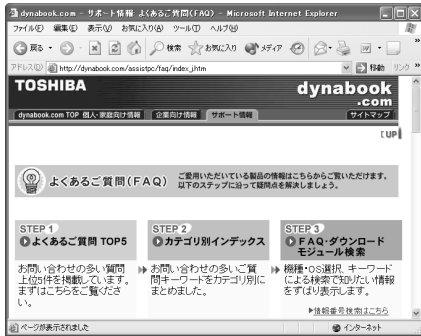 dynabook.com - サポート情報:よくあるご質問(FAQ) - Microsoft Internet Explorer
ファイル(F) 編集(E) 表示(V) お気に入り(A) ツール(T) ヘルプ(H)
戻る 検索 お気に入り メディア
アドレス(D) http://dynabook.com/assistpc/faq/index_j.htm 移動 リンク
TOSHIBA
dynabook
.com
dynabook.com TOP 個人・家庭向け情報 企業向け情報 サポート情報 サイトマップ
[UP
よくあるご質問(FAQ)
ご愛用いただいている製品の情報はこちらからご覧いただけます。
以下のステップに沿って疑問点を解決しましょう。
STEP 1
よくあるご質問 TOP5
お問い合わせの多い質問
上位5件を掲載しています。
まずはこちらをご覧くださ
い。
STEP 2
カテゴリ別インデックス
お問い合わせの多いご質
問キーワードをカテゴリ別に
まとめました。
STEP 3
FAQ・ダウンロード
モジュール検索
機種・OS選択、キーワード
による検索で知りたい情報
をずばり表示します。
情報番号検索はこちら
ページが表示されました インターネット